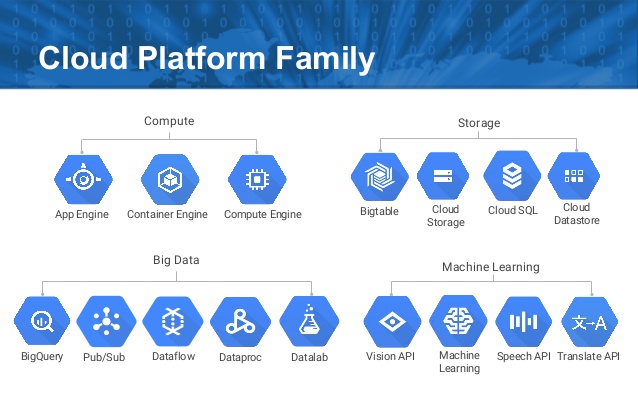 Cloud Platform Family
Compute
App Engine
Container Engine
Compute Engine
Storage
Bigtable
Cloud
Storage
Cloud SQL
Cloud
Datastore
Big Data
BigQuery
Pub/Sub
Dataflow
Dataproc
Datalab
Machine Learning
Vision API
Machine
Learning
Speech API
文→A
Translate API